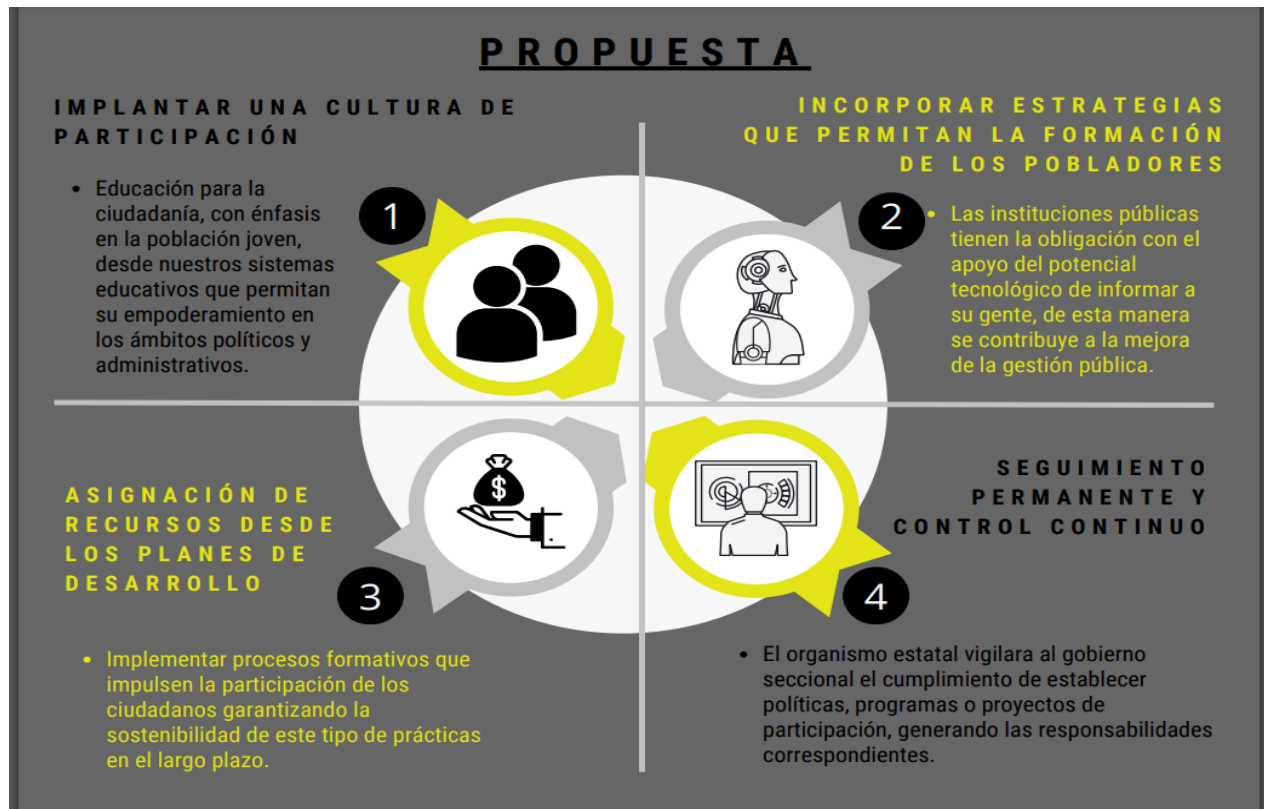 PROPUESTA
IMPLANTAR UNA CULTURA DE
PARTICIPACIÓN
• Educación para la
ciudadanía, con énfasis
en la población joven,
desde nuestros sistemas
educativos que permitan
su empoderamiento en
los ámbitos políticos y
administrativos.
1
INCORPORAR ESTRATEGIAS
QUE PERMITAN LA FORMACIÓN
DE LOS POBLADORES
2
• Las instituciones públicas
tienen la obligación con el
apoyo del potencial
tecnológico de informar a
su gente, de esta manera
se contribuye a la mejora
de la gestión pública.
ASIGNACIÓN DE
RECURSOS DESDE
LOS PLANES DE
DESARROLLO
$
3
• Implementar procesos formativos que
impulsen la participación de los
ciudadanos garantizando la
sostenibilidad de este tipo de prácticas
en el largo plazo.
SEGUIMIENTO
PERMANENTE Y
CONTROL CONTINUO
4
• El organismo estatal vigilara al gobierno
seccional el cumplimiento de establecer
políticas, programas o proyectos de
participación, generando las responsabilidades
correspondientes.